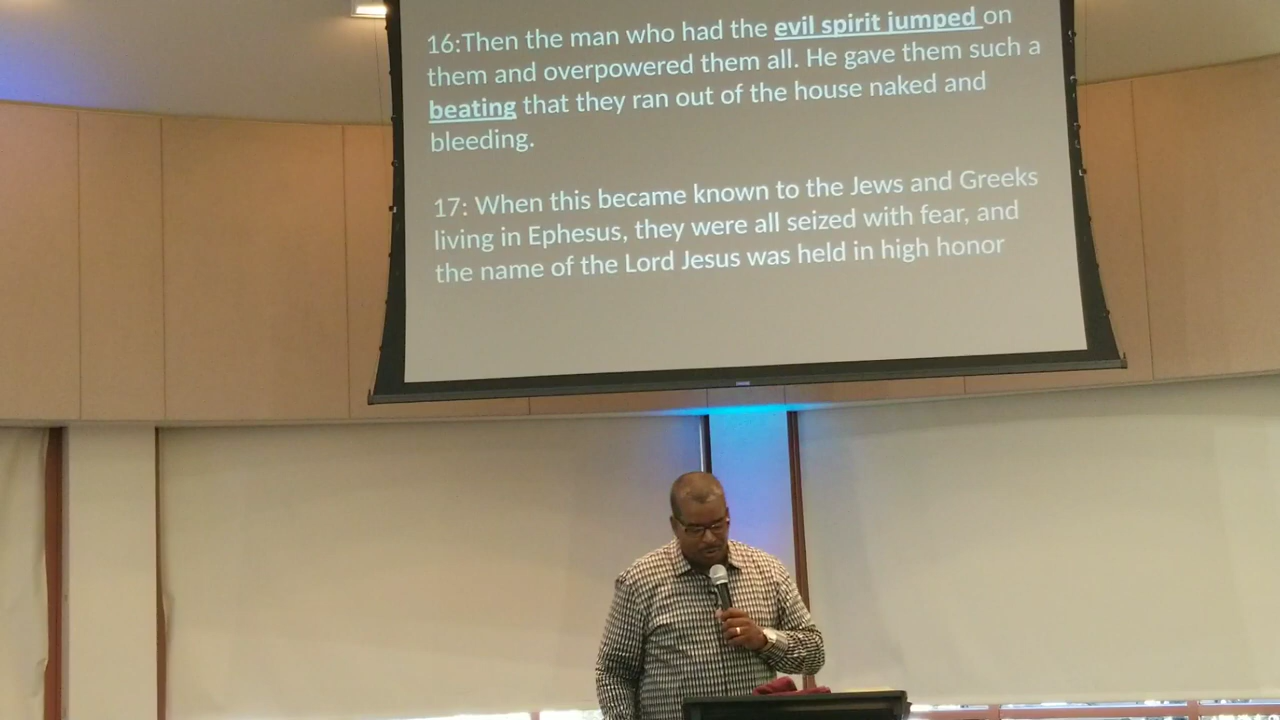 16:Then the man who had the evil spirit jumped on
them and overpowered them all. He gave them such a
beating that they ran out of the house naked and
bleeding.
17: When this became known to the Jews and Greeks
living in Ephesus, they were all seized with fear, and
the name of the Lord Jesus was held in high honor